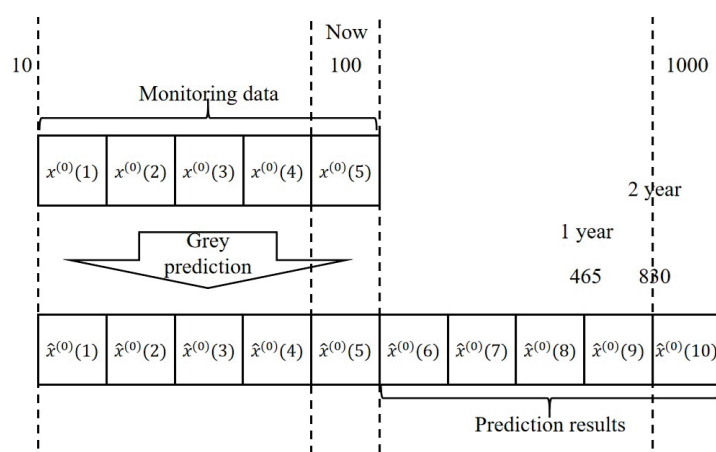 Now
10 100 1000
Monitoring data
x⁽⁰⁾(1) x⁽⁰⁾(2) x⁽⁰⁾(3) x⁽⁰⁾(4) x⁽⁰⁾(5)
2 year
Grey
prediction
1 year
465 830
x̂⁽⁰⁾(1) x̂⁽⁰⁾(2) x̂⁽⁰⁾(3) x̂⁽⁰⁾(4) x̂⁽⁰⁾(5) x̂⁽⁰⁾(6) x̂⁽⁰⁾(7) x̂⁽⁰⁾(8) x̂⁽⁰⁾(9) x̂⁽⁰⁾(10)
Prediction results